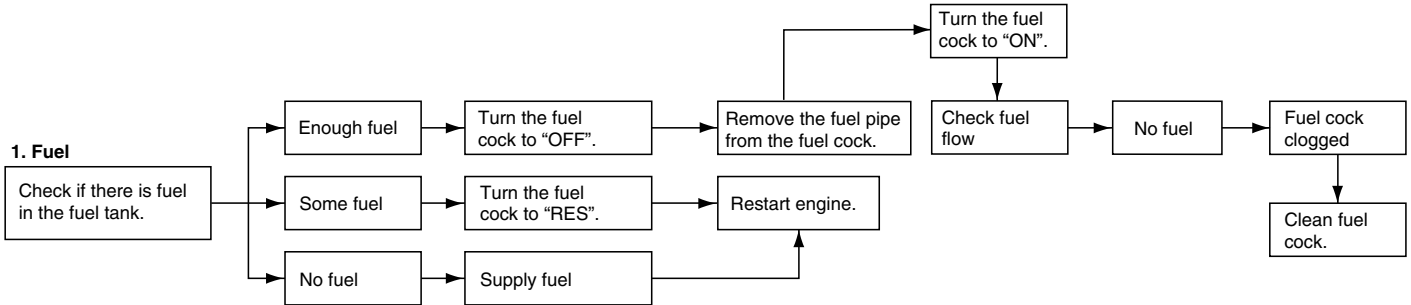 1. Fuel
Check if there is fuel
in the fuel tank.
Enough fuel
Turn the fuel
cock to “OFF”.
Remove the fuel pipe
from the fuel cock.
Turn the fuel
cock to “ON”.
Check fuel
flow
No fuel
Fuel cock
clogged
Clean fuel
cock.
Some fuel
Turn the fuel
cock to “RES”.
Restart engine.
No fuel
Supply fuel